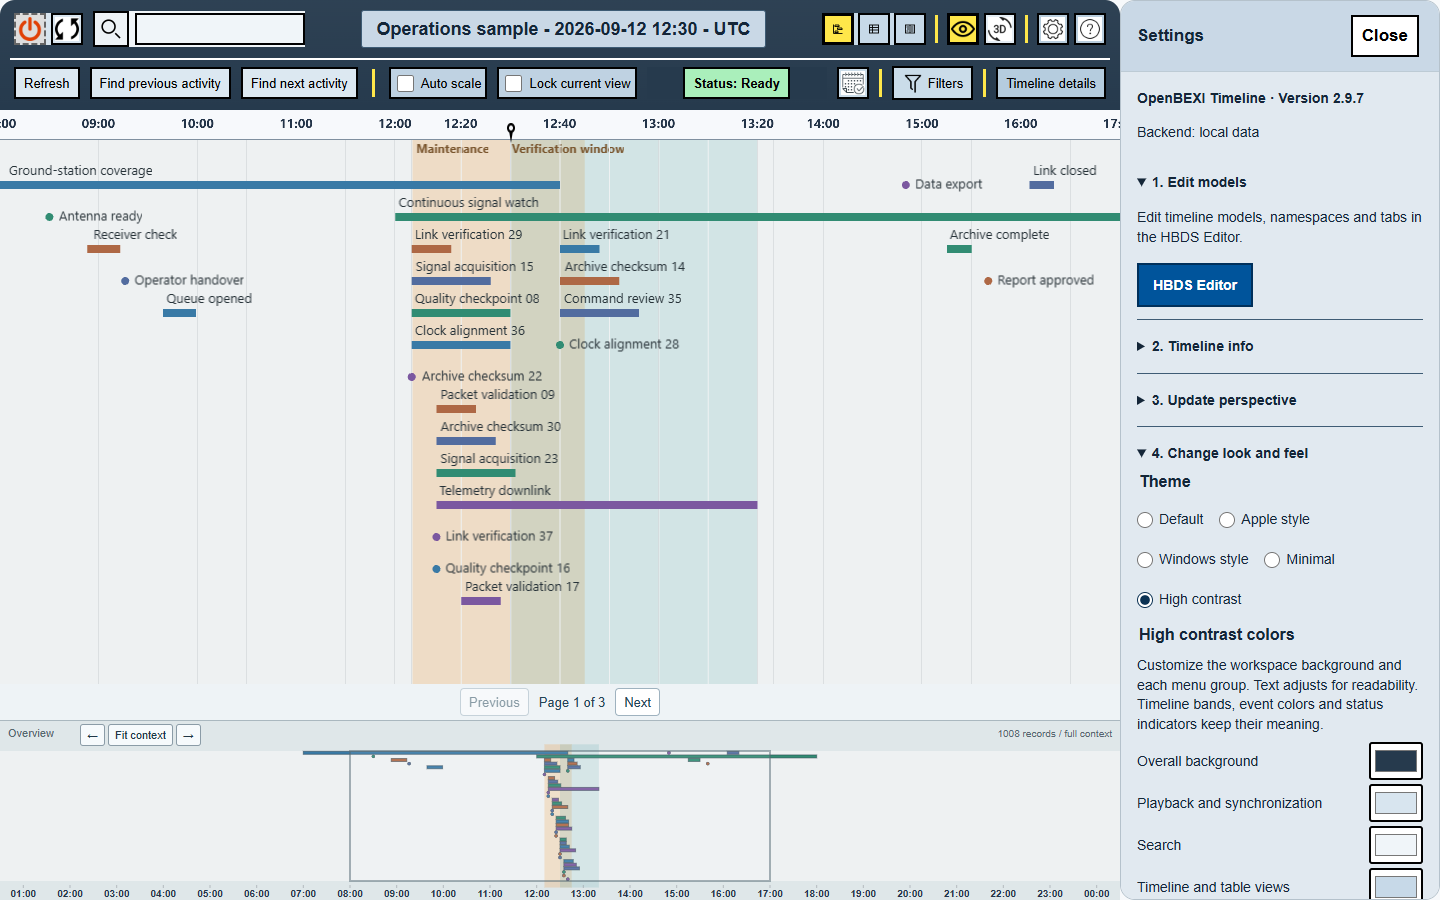 Operations sample - 2026-09-12 12:30 - UTC
3D
Refresh
Find previous activity
Find next activity
Auto scale
Lock current view
Status: Ready
Filters
Timeline details
:00 09:00 10:00 11:00 12:00 12:20 12:40 13:00 13:20 14:00 15:00 16:00 17:
Maintenance
Verification window
Ground-station coverage
Link closed
Data export
Continuous signal watch
Antenna ready
Receiver check
Link verification 29
Link verification 21
Archive complete
Signal acquisition 15
Archive checksum 14
Operator handover
Report approved
Queue opened
Quality checkpoint 08
Command review 35
Clock alignment 36
Clock alignment 28
Archive checksum 22
Packet validation 09
Archive checksum 30
Signal acquisition 23
Telemetry downlink
Link verification 37
Quality checkpoint 16
Packet validation 17
Previous
Page 1 of 3
Next
Overview
←
Fit context
→
1008 records / full context
01:00 02:00 03:00 04:00 05:00 06:00 07:00 08:00 09:00 10:00 11:00 12:00 13:00 14:00 15:00 16:00 17:00 18:00 19:00 20:00 21:00 22:00 23:00 00:00
Settings
Close
OpenBEXI Timeline · Version 2.9.7
Backend: local data
▼ 1. Edit models
Edit timeline models, namespaces and tabs in
the HBDS Editor.
HBDS Editor
▶ 2. Timeline info
▶ 3. Update perspective
▼ 4. Change look and feel
Theme
Default
Apple style
Windows style
Minimal
High contrast
High contrast colors
Customize the workspace background and
each menu group. Text adjusts for readability.
Timeline bands, event colors and status
indicators keep their meaning.
Overall background
Playback and synchronization
Search
Timeline and table views